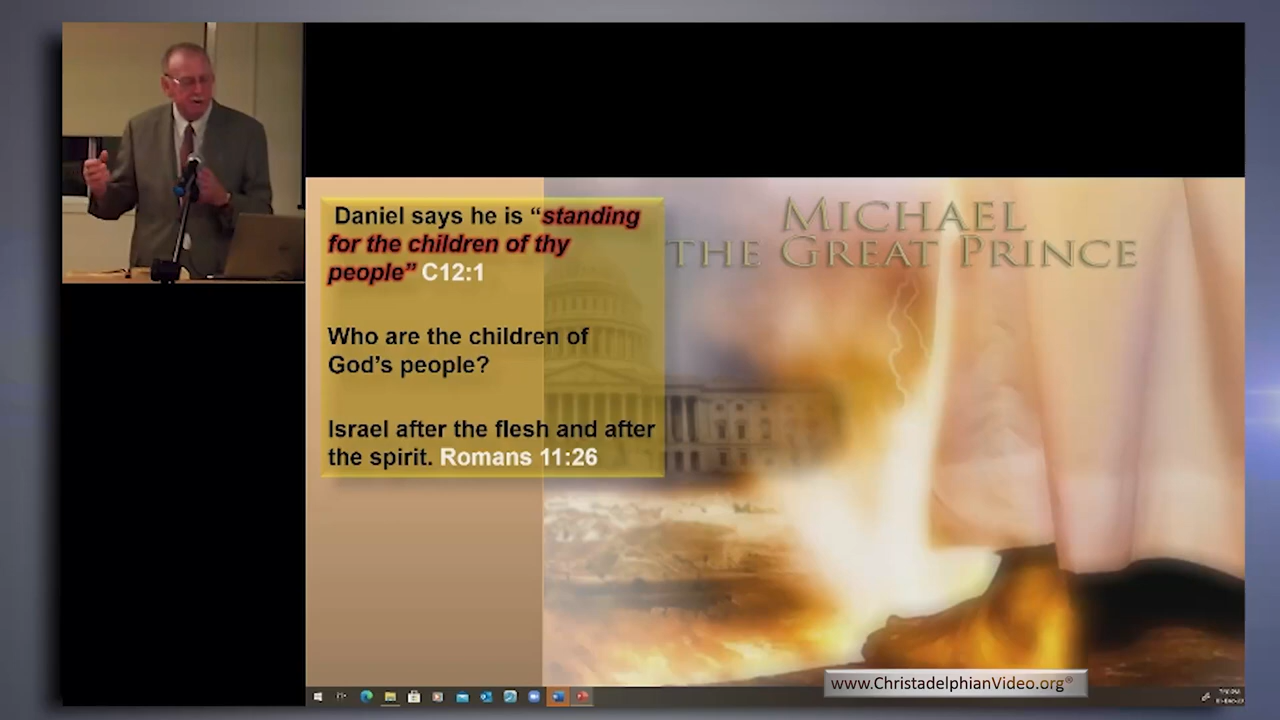 Daniel says he is “standing
for the children of thy
people” C12:1
Who are the children of
God’s people?
Israel after the flesh and after
the spirit. Romans 11:26
MICHAEL
THE GREAT PRINCE
www.ChristadelphianVideo.org®